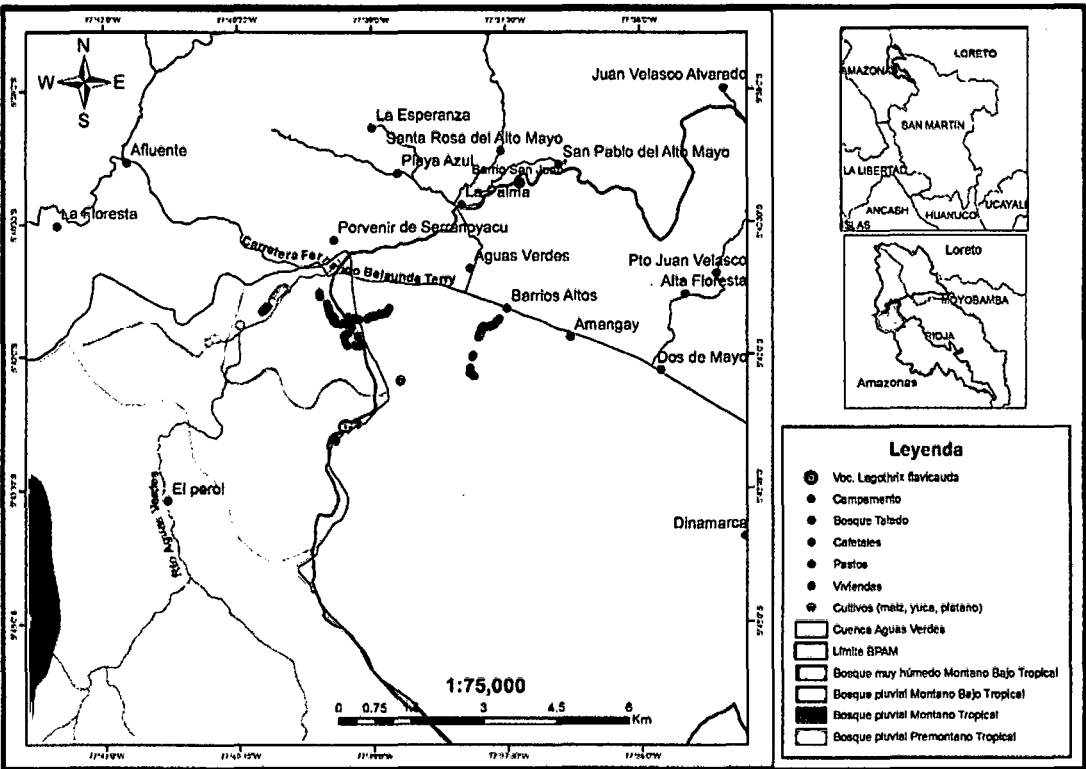 N
W E
S
Juan Velasco Alvarado
La Esperanza
Santa Rosa del Alto Mayo
Afluente
Playa Azul
San Pablo del Alto Mayo
Barrio San Juan
La Palma
La Floresta
Porvenir de Serranoyacu
Carretera Fernando Belaunde Terry
Aguas Verdes
Pto Juan Velasco
Alta Floresta
Barrios Altos
Amangay
Dos de Mayo
El perol
Río Aguas Verdes
Dinamarca
1:75,000
0 0.75 3 4.5 6
Km
LORETO
AMAZONAS
SAN MARTIN
LA LIBERTAD
ANCASH
HUANUCO
UCAYALI
Loreto
MOYOBAMBA
RIOJA
Amazonas
Leyenda
Voc. Lagothrix flavicauda
Campamento
Bosque Talado
Cafetales
Pastos
Viviendas
Cultivos (maiz, yuca, platano)
Cuenca Aguas Verdes
Límite BPAM
Bosque muy húmedo Montano Bajo Tropical
Bosque pluvial Montano Bajo Tropical
Bosque pluvial Montano Tropical
Bosque pluvial Premontano Tropical